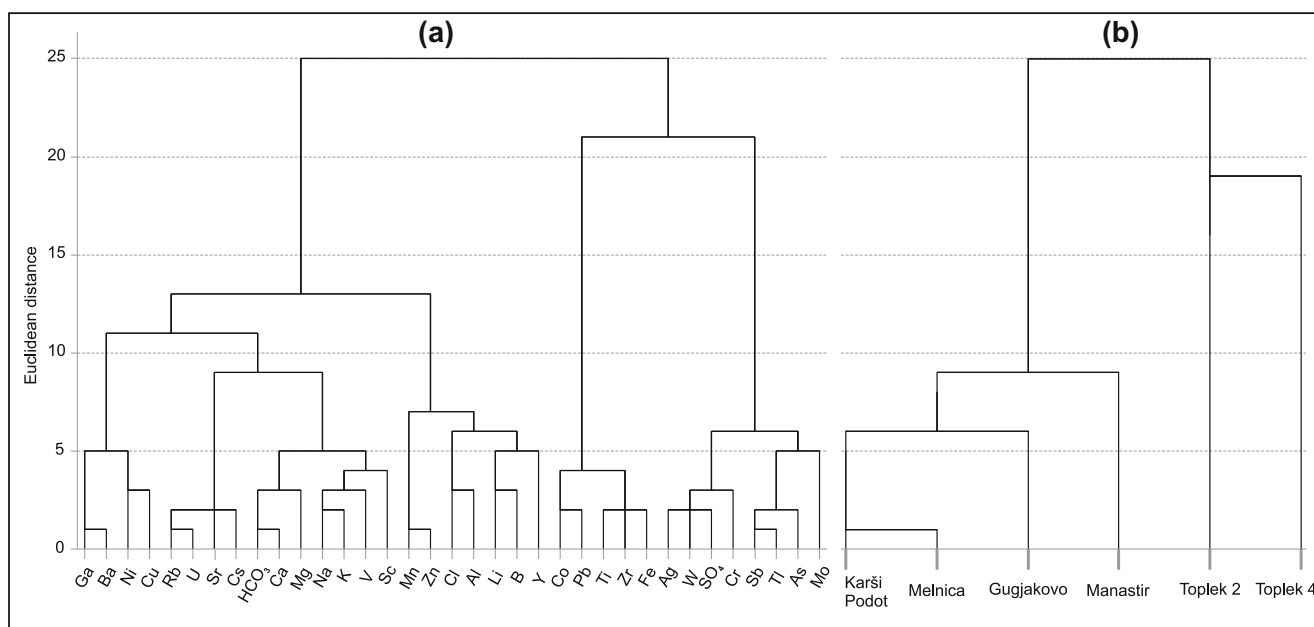 (a) (b)
25
20
15
10
5
0
Euclidean distance
Ga Ba Ni Cu Rb U Sr Cs HCO₃ Ca Mg Na K V Sc Mn Zn Cl Al Li B Y Co Pb Ti Zr Fe Ag W SO₄ Cr Sb Tl As Mo
Karši
Podot
Melnica Gugjakovo Manastir Toplek 2 Toplek 4